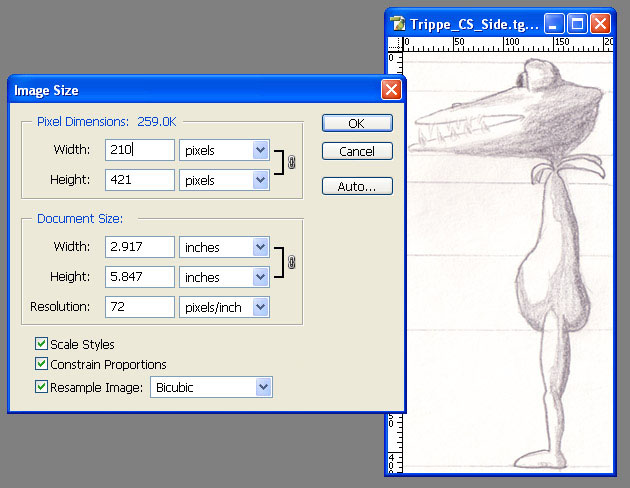 Trippe_CS_Side.tg...
0 50 100 150 20
0
Image Size
Pixel Dimensions: 259.0K
Width: 210 pixels
Height: 421 pixels
OK
Cancel
Auto...
Document Size:
Width: 2.917 inches
Height: 5.847 inches
Resolution: 72 pixels/inch
Scale Styles
Constrain Proportions
Resample Image: Bicubic